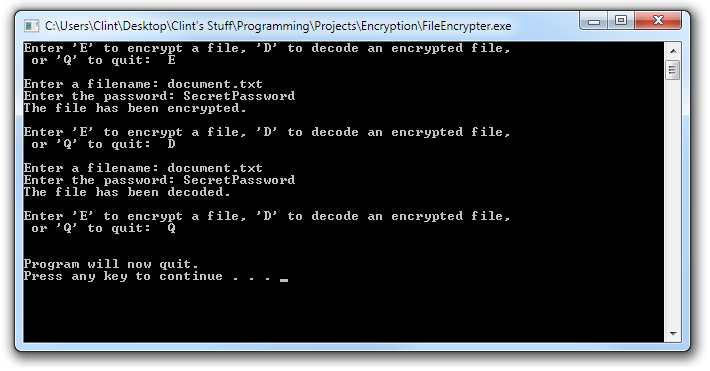 C:\Users\Clint\Desktop\Clint's Stuff\Programming\Projects\Encryption\FileEncrypter.exe
Enter 'E' to encrypt a file, 'D' to decode an encrypted file,
 or 'Q' to quit:  E
Enter a filename: document.txt
Enter the password: SecretPassword
The file has been encrypted.
Enter 'E' to encrypt a file, 'D' to decode an encrypted file,
 or 'Q' to quit:  D
Enter a filename: document.txt
Enter the password: SecretPassword
The file has been decoded.
Enter 'E' to encrypt a file, 'D' to decode an encrypted file,
 or 'Q' to quit:  Q
Program will now quit.
Press any key to continue . . . _